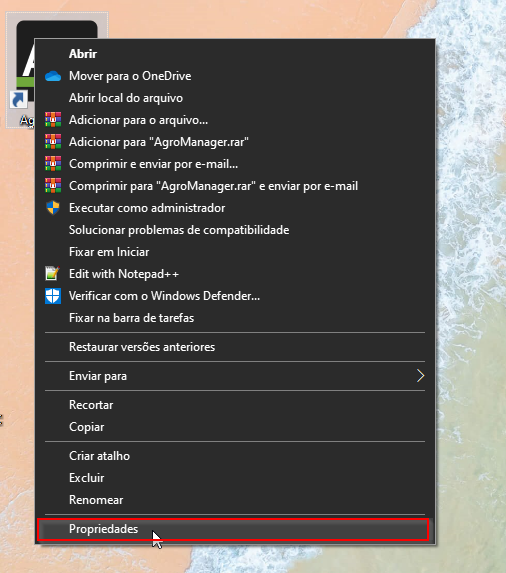 Abrir
Mover para o OneDrive
Abrir local do arquivo
Adicionar para o arquivo...
Adicionar para "AgroManager.rar"
Comprimir e enviar por e-mail...
Comprimir para "AgroManager.rar" e enviar por e-mail
Executar como administrador
Solucionar problemas de compatibilidade
Fixar em Iniciar
Edit with Notepad++
Verificar com o Windows Defender...
Fixar na barra de tarefas
Restaurar versões anteriores
Enviar para
Recortar
Copiar
Criar atalho
Excluir
Renomear
Propriedades